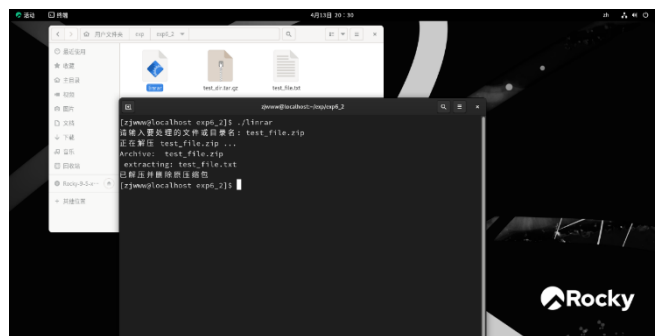 活动
终端
4月13日 20:30
zh
用户文件夹 exp exp6_2
最近使用
收藏
主目录
视频
图片
文档
下载
音乐
回收站
其他位置
linrar
test_dir.tar.gz
test_file.txt
zjwww@localhost:~/exp/exp6_2
[zjwww@localhost exp6_2]$ ./linrar
请输入要处理的文件或目录名: test_file.zip
正在解压 test_file.zip ...
Archive:  test_file.zip
 extracting: test_file.txt
已解压并删除原压缩包
[zjwww@localhost exp6_2]$
Rocky